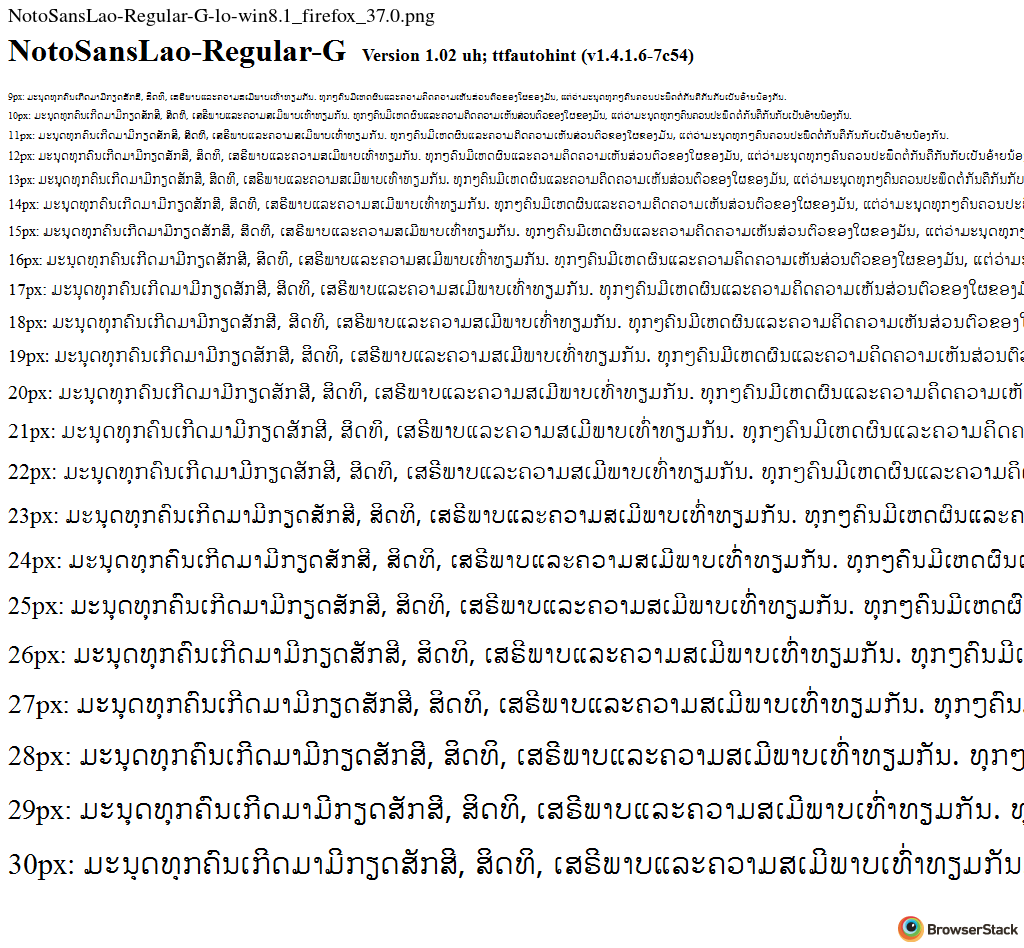 NotoSansLao-Regular-G-lo-win8.1_firefox_37.0.png
NotoSansLao-Regular-G Version 1.02 uh; ttfautohint (v1.4.1.6-7c54)
9px: ມະນຸດທຸກຄົນເກີດມາມີກຽດສັກສີ, ສິດທິ, ເສຣີພາບແລະຄວາມສເມີພາບເທົ່າທຽມກັນ. ທຸກໆຄົນມີເຫດຜົນແລະຄວາມຄິດຄວາມເຫັນສ່ວນຕົວຂອງໃຜຂອງມັນ, ແຕ່ວ່າມະນຸດທຸກໆຄົນຄວນປະພຶດຕໍ່ກັນຄືກັນກັບເປັນອ້າຍນ້ອງກັນ.
10px: ມະນຸດທຸກຄົນເກີດມາມີກຽດສັກສີ, ສິດທິ, ເສຣີພາບແລະຄວາມສເມີພາບເທົ່າທຽມກັນ. ທຸກໆຄົນມີເຫດຜົນແລະຄວາມຄິດຄວາມເຫັນສ່ວນຕົວຂອງໃຜຂອງມັນ, ແຕ່ວ່າມະນຸດທຸກໆຄົນຄວນປະພຶດຕໍ່ກັນຄືກັນກັບເປັນອ້າຍນ້ອງກັນ.
11px: ມະນຸດທຸກຄົນເກີດມາມີກຽດສັກສີ, ສິດທິ, ເສຣີພາບແລະຄວາມສເມີພາບເທົ່າທຽມກັນ. ທຸກໆຄົນມີເຫດຜົນແລະຄວາມຄິດຄວາມເຫັນສ່ວນຕົວຂອງໃຜຂອງມັນ, ແຕ່ວ່າມະນຸດທຸກໆຄົນຄວນປະພຶດຕໍ່ກັນຄືກັນກັບເປັນອ້າຍນ້ອງກັນ.
12px: ມະນຸດທຸກຄົນເກີດມາມີກຽດສັກສີ, ສິດທິ, ເສຣີພາບແລະຄວາມສເມີພາບເທົ່າທຽມກັນ. ທຸກໆຄົນມີເຫດຜົນແລະຄວາມຄິດຄວາມເຫັນສ່ວນຕົວຂອງໃຜຂອງມັນ, ແຕ່ວ່າມະນຸດທຸກໆຄົນຄວນປະພຶດຕໍ່ກັນຄືກັນກັບເປັນອ້າຍນ້ອ
13px: ມະນຸດທຸກຄົນເກີດມາມີກຽດສັກສີ, ສິດທິ, ເສຣີພາບແລະຄວາມສເມີພາບເທົ່າທຽມກັນ. ທຸກໆຄົນມີເຫດຜົນແລະຄວາມຄິດຄວາມເຫັນສ່ວນຕົວຂອງໃຜຂອງມັນ, ແຕ່ວ່າມະນຸດທຸກໆຄົນຄວນປະພຶດຕໍ່ກັນຄືກັນກັບ
14px: ມະນຸດທຸກຄົນເກີດມາມີກຽດສັກສີ, ສິດທິ, ເສຣີພາບແລະຄວາມສເມີພາບເທົ່າທຽມກັນ. ທຸກໆຄົນມີເຫດຜົນແລະຄວາມຄິດຄວາມເຫັນສ່ວນຕົວຂອງໃຜຂອງມັນ, ແຕ່ວ່າມະນຸດທຸກໆຄົນຄວນປະ
15px: ມະນຸດທຸກຄົນເກີດມາມີກຽດສັກສີ, ສິດທິ, ເສຣີພາບແລະຄວາມສເມີພາບເທົ່າທຽມກັນ. ທຸກໆຄົນມີເຫດຜົນແລະຄວາມຄິດຄວາມເຫັນສ່ວນຕົວຂອງໃຜຂອງມັນ, ແຕ່ວ່າມະນຸດທຸກໆ
16px: ມະນຸດທຸກຄົນເກີດມາມີກຽດສັກສີ, ສິດທິ, ເສຣີພາບແລະຄວາມສເມີພາບເທົ່າທຽມກັນ. ທຸກໆຄົນມີເຫດຜົນແລະຄວາມຄິດຄວາມເຫັນສ່ວນຕົວຂອງໃຜຂອງມັນ, ແຕ່ວ່າມ
17px: ມະນຸດທຸກຄົນເກີດມາມີກຽດສັກສີ, ສິດທິ, ເສຣີພາບແລະຄວາມສເມີພາບເທົ່າທຽມກັນ. ທຸກໆຄົນມີເຫດຜົນແລະຄວາມຄິດຄວາມເຫັນສ່ວນຕົວຂອງໃຜຂອງມັ
18px: ມະນຸດທຸກຄົນເກີດມາມີກຽດສັກສີ, ສິດທິ, ເສຣີພາບແລະຄວາມສເມີພາບເທົ່າທຽມກັນ. ທຸກໆຄົນມີເຫດຜົນແລະຄວາມຄິດຄວາມເຫັນສ່ວນຕົວຂອງໃ
19px: ມະນຸດທຸກຄົນເກີດມາມີກຽດສັກສີ, ສິດທິ, ເສຣີພາບແລະຄວາມສເມີພາບເທົ່າທຽມກັນ. ທຸກໆຄົນມີເຫດຜົນແລະຄວາມຄິດຄວາມເຫັນສ່ວນຕົວ
20px: ມະນຸດທຸກຄົນເກີດມາມີກຽດສັກສີ, ສິດທິ, ເສຣີພາບແລະຄວາມສເມີພາບເທົ່າທຽມກັນ. ທຸກໆຄົນມີເຫດຜົນແລະຄວາມຄິດຄວາມເຫັ
21px: ມະນຸດທຸກຄົນເກີດມາມີກຽດສັກສີ, ສິດທິ, ເສຣີພາບແລະຄວາມສເມີພາບເທົ່າທຽມກັນ. ທຸກໆຄົນມີເຫດຜົນແລະຄວາມຄິດຄ
22px: ມະນຸດທຸກຄົນເກີດມາມີກຽດສັກສີ, ສິດທິ, ເສຣີພາບແລະຄວາມສເມີພາບເທົ່າທຽມກັນ. ທຸກໆຄົນມີເຫດຜົນແລະຄວາມຄິ
23px: ມະນຸດທຸກຄົນເກີດມາມີກຽດສັກສີ, ສິດທິ, ເສຣີພາບແລະຄວາມສເມີພາບເທົ່າທຽມກັນ. ທຸກໆຄົນມີເຫດຜົນແລະຄ
24px: ມະນຸດທຸກຄົນເກີດມາມີກຽດສັກສີ, ສິດທິ, ເສຣີພາບແລະຄວາມສເມີພາບເທົ່າທຽມກັນ. ທຸກໆຄົນມີເຫດຜົນ
25px: ມະນຸດທຸກຄົນເກີດມາມີກຽດສັກສີ, ສິດທິ, ເສຣີພາບແລະຄວາມສເມີພາບເທົ່າທຽມກັນ. ທຸກໆຄົນມີເຫດຜົ
26px: ມະນຸດທຸກຄົນເກີດມາມີກຽດສັກສີ, ສິດທິ, ເສຣີພາບແລະຄວາມສເມີພາບເທົ່າທຽມກັນ. ທຸກໆຄົນມີເ
27px: ມະນຸດທຸກຄົນເກີດມາມີກຽດສັກສີ, ສິດທິ, ເສຣີພາບແລະຄວາມສເມີພາບເທົ່າທຽມກັນ. ທຸກໆຄົນ
28px: ມະນຸດທຸກຄົນເກີດມາມີກຽດສັກສີ, ສິດທິ, ເສຣີພາບແລະຄວາມສເມີພາບເທົ່າທຽມກັນ. ທຸກໆ
29px: ມະນຸດທຸກຄົນເກີດມາມີກຽດສັກສີ, ສິດທິ, ເສຣີພາບແລະຄວາມສເມີພາບເທົ່າທຽມກັນ. ທຸ
30px: ມະນຸດທຸກຄົນເກີດມາມີກຽດສັກສີ, ສິດທິ, ເສຣີພາບແລະຄວາມສເມີພາບເທົ່າທຽມກັນ
BrowserStack